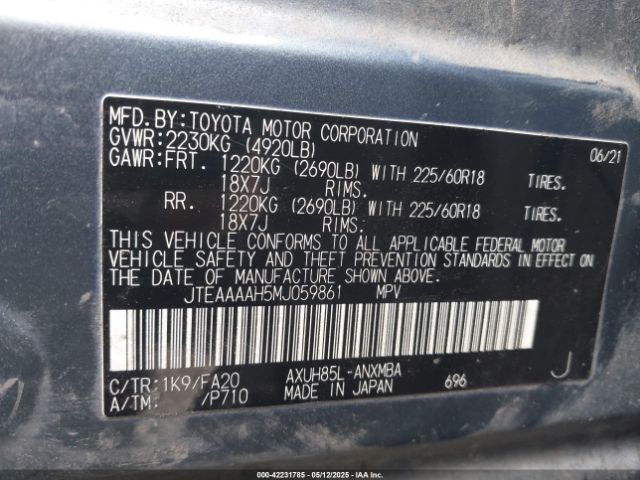 MFD.BY:TOYOTA MOTOR CORPORATION 06/21
GVWR:2230KG (4920LB)
GAWR:FRT. 1220KG (2690LB) WITH 225/60R18 TIRES.
18X7J RIMS.
RR. 1220KG (2690LB) WITH 225/60R18 TIRES.
18X7J RIMS.
THIS VEHICLE CONFORMS TO ALL APPLICABLE FEDERAL MOTOR
VEHICLE SAFETY AND THEFT PREVENTION STANDARDS IN EFFECT ON
THE DATE OF MANUFACTURE SHOWN ABOVE.
JTEAAAAH5MJ059861 MPV
C/TR:1K9/FA20 AXUH85L-ANXMBA J
A/TM: /P710 MADE IN JAPAN 696
000-42231785 - 05/12/2025 - IAAI.COM